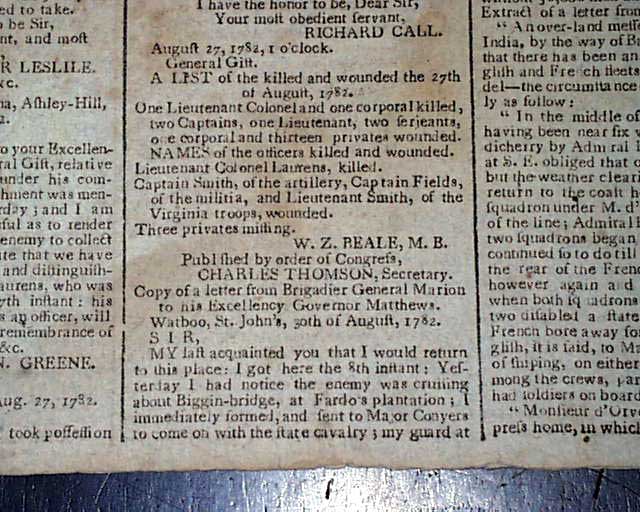 ed to take.
o be Sir,
nt, and most
R LESLILE.
&c.
na, Ashley-Hill,
to your Excellen-
ral Gist, relative
under his com-
hment was men-
rday; and I am
ful as to render
enemy to collect
ute that we have
and distinguish-
aurens, who was
7th instant: his
s an officer, will
remembrance of
&c.
N. GREENE.
Aug. 27, 1782.
took possession
I have the honor to be, Dear Sir,
Your most obedient servant,
RICHARD CALL.
August 27, 1782, 1 o'clock.
General Gist.
A LIST of the killed and wounded the 27th
of August, 1782.
One Lieutenant Colonel and one corporal killed,
two Captains, one Lieutenant, two serjeants,
one corporal and thirteen privates wounded.
NAMES of the officers killed and wounded.
Lieutenant Colonel Laurens, killed.
Captain Smith, of the artillery, Captain Fields,
of the militia, and Lieutenant Smith, of the
Virginia troops, wounded.
Three privates missing.
W. Z. BEALE, M. B.
Published by order of Congress,
CHARLES THOMSON, Secretary.
Copy of a letter from Brigadier General Marion
to his Excellency Governor Matthews.
Watboo, St. John's, 30th of August, 1782.
SIR,
MY last acquainted you that I would return
to this place: I got here the 8th instant: Yes-
terday I had notice the enemy was cruising
about Biggin-bridge, at Fardo's plantation; I
immediately formed, and sent to Major Conyers
to come on with the state cavalry; my guard at
Extract of a letter from
"An over-land messe
India, by the way of B
that there has been an
glish and French fleets
del—the circumstance
ly as follow:
"In the middle of
having been near six
dicherry by Admiral
at S. E. obliged that
but the weather cleari
return to the coast
squadron under M. d'
of the line; Admiral
two squadrons began
continued so to do till
the rear of the Frenc
however again and
when both squadrons
two disabled a state
French bore away for
glish, it is said, to Ma
of shiping, on either
mong the crews, par
had soldiers on board
"Monsieur d'Orv
press home, in which